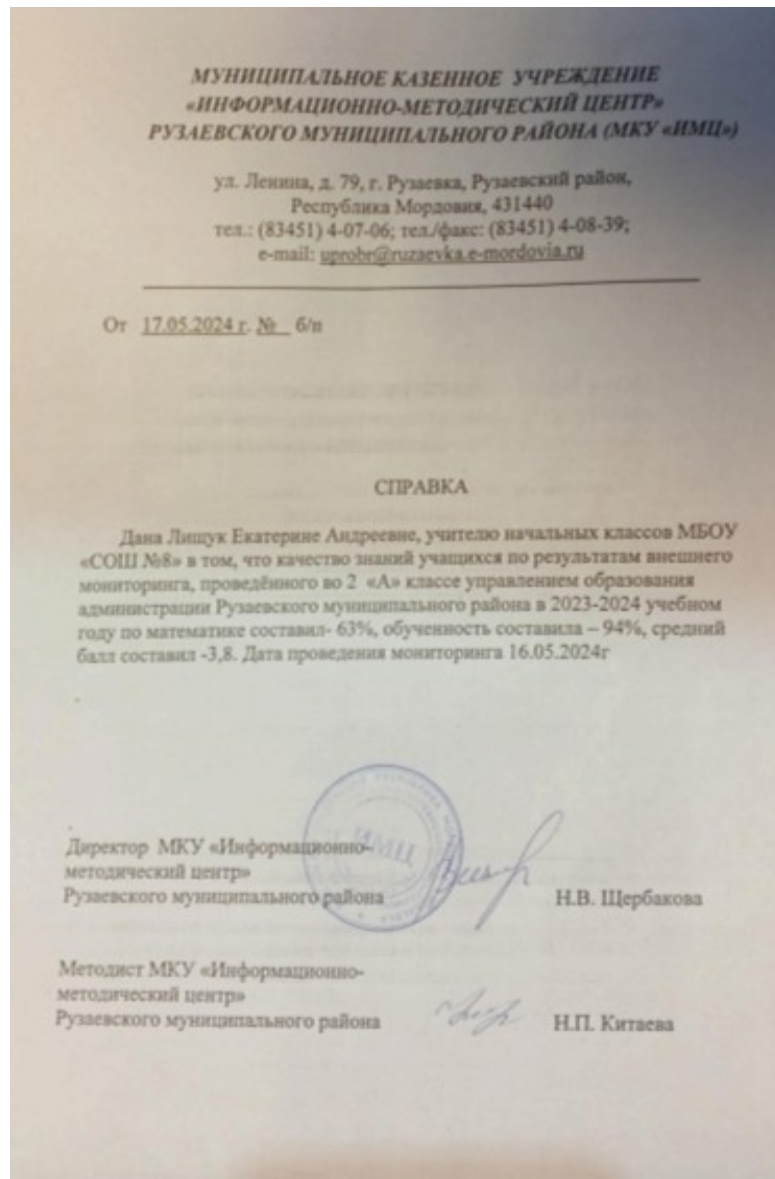 МУНИЦИПАЛЬНОЕ КАЗЕННОЕ УЧРЕЖДЕНИЕ
«ИНФОРМАЦИОННО-МЕТОДИЧЕСКИЙ ЦЕНТР»
РУЗАЕВСКОГО МУНИЦИПАЛЬНОГО РАЙОНА (МКУ «ИМЦ»)
ул. Ленина, д. 79, г. Рузаевка, Рузаевский район,
Республика Мордовия, 431440
тел.: (83451) 4-07-06; тел./факс: (83451) 4-08-39;
e-mail: uprobr@ruzaevka.e-mordovia.ru
От 17.05.2024 г. № б/п
СПРАВКА
Дана Лищук Екатерине Андреевне, учителю начальных классов МБОУ
«СОШ №8» в том, что качество знаний учащихся по результатам внешнего
мониторинга, проведённого во 2 «А» классе управлением образования
администрации Рузаевского муниципального района в 2023-2024 учебном
году по математике составил- 63%, обученность составила – 94%, средний
балл составил -3,8. Дата проведения мониторинга 16.05.2024г
ИМЦ
Директор МКУ «Информационно-
методический центр»
Рузаевского муниципального района Н.В. Щербакова
Методист МКУ «Информационно-
методический центр»
Рузаевского муниципального района Н.П. Китаева